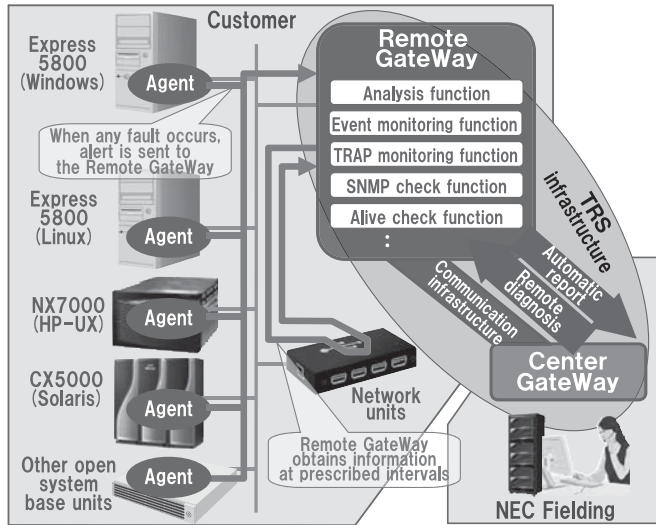 Customer
Express
5800
(Windows)
Agent
When any fault occurs,
alert is sent to
the Remote GateWay
Express
5800
(Linux)
Agent
NX7000
(HP-UX)
Agent
CX5000
(Solaris)
Agent
Other open
system
base units
Agent
Remote
GateWay
Analysis function
Event monitoring function
TRAP monitoring function
SNMP check function
Alive check function
:
TRS
infrastructure
Automatic
report
Remote
diagnosis
Communication
infrastructure
Network
units
Remote GateWay
obtains information
at prescribed intervals
Center
GateWay
NEC Fielding